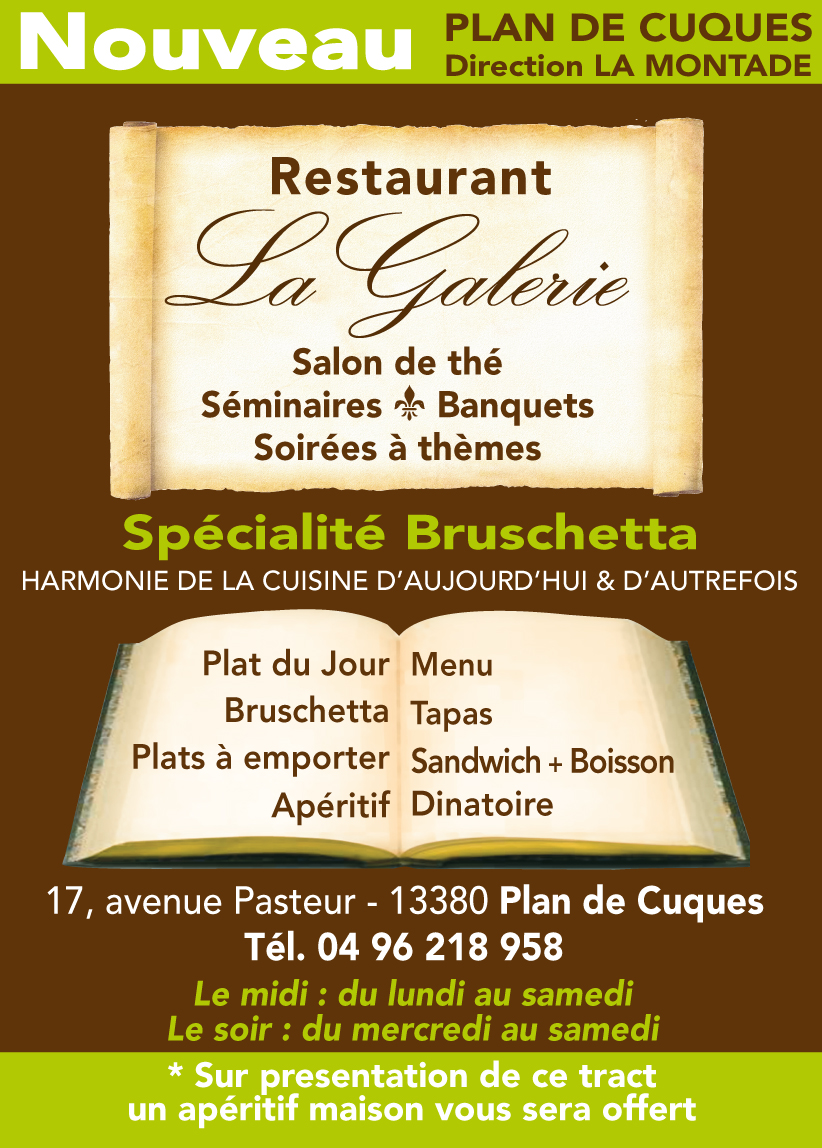 Nouveau
PLAN DE CUQUES
Direction LA MONTADE
Restaurant
La Galerie
Salon de thé
Séminaires ⚜ Banquets
Soirées à thèmes
Spécialité Bruschetta
HARMONIE DE LA CUISINE D'AUJOURD'HUI & D'AUTREFOIS
Plat du Jour
Bruschetta
Plats à emporter
Apéritif
Menu
Tapas
Sandwich + Boisson
Dinatoire
17, avenue Pasteur - 13380 Plan de Cuques
Tél. 04 96 218 958
Le midi : du lundi au samedi
Le soir : du mercredi au samedi
* Sur presentation de ce tract
un apéritif maison vous sera offert